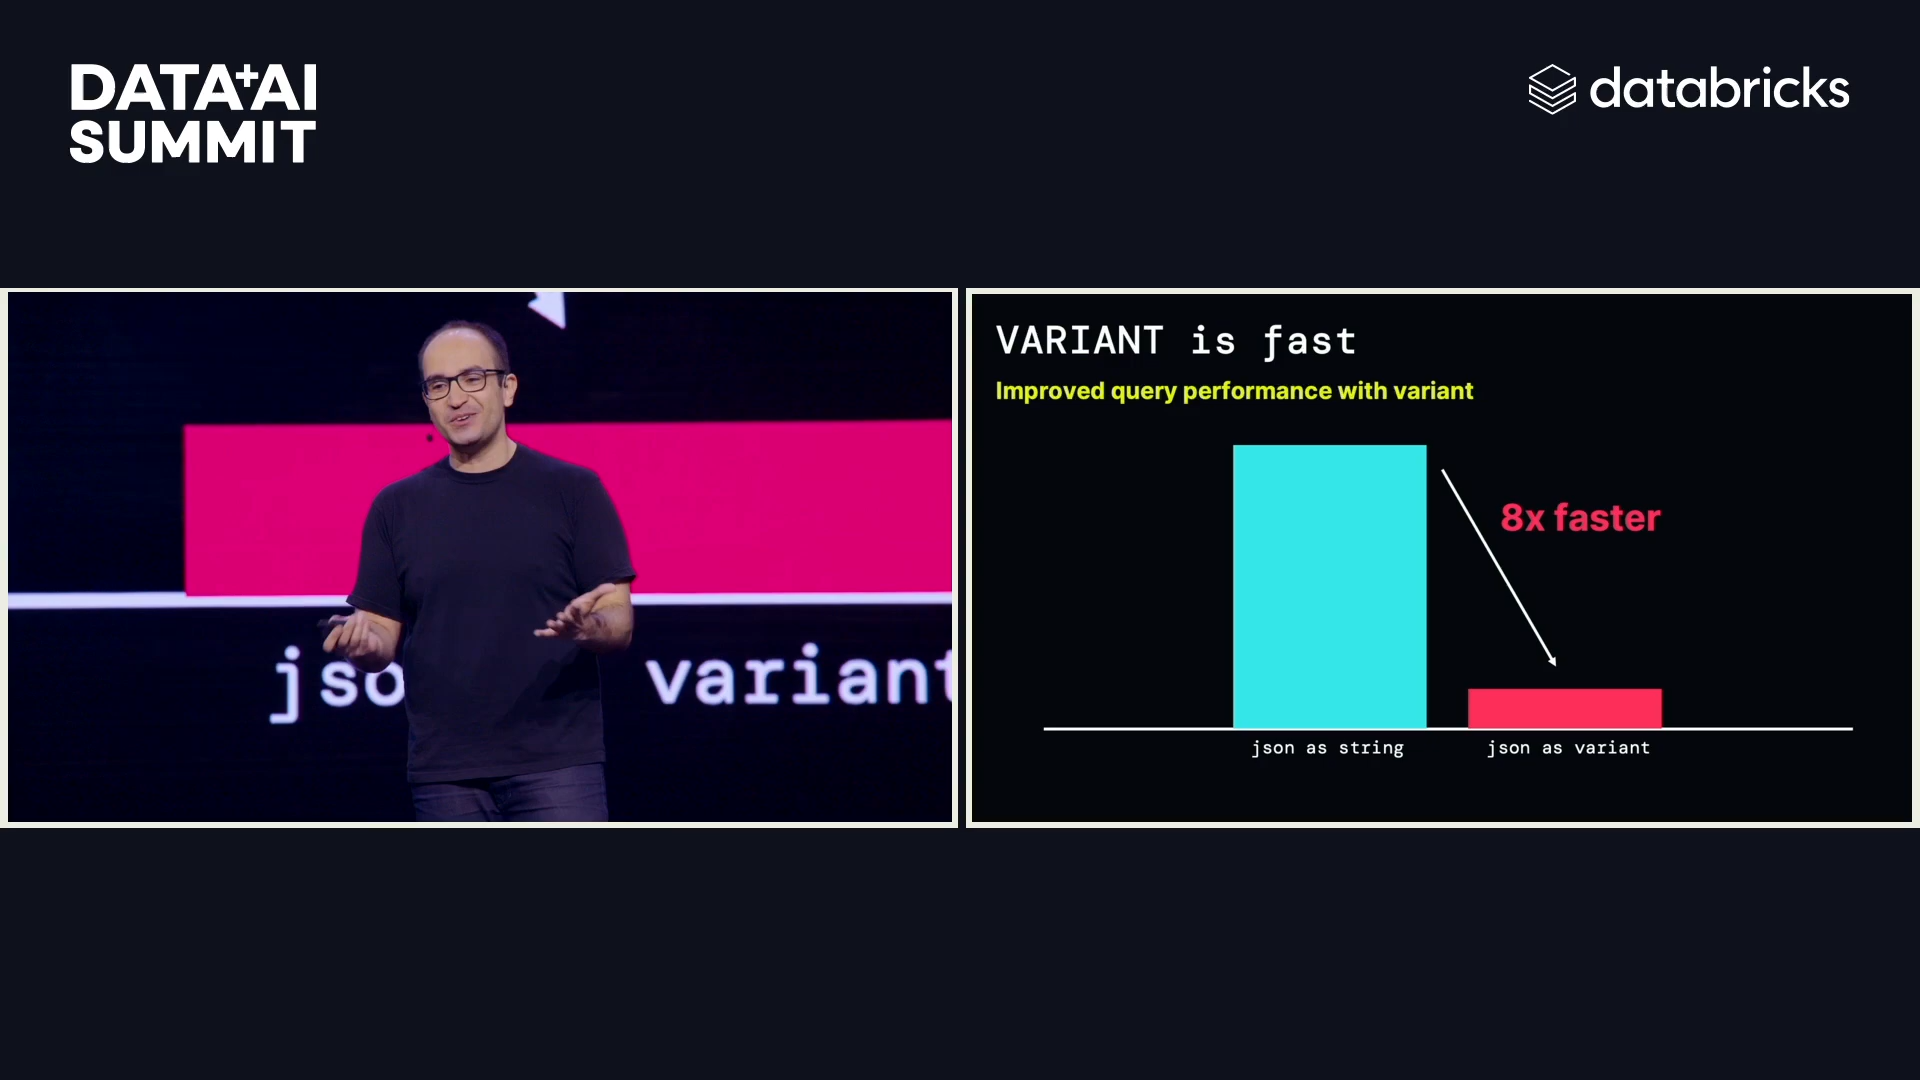 DATA+AI
SUMMIT
databricks
VARIANT is fast
Improved query performance with variant
8x faster
json as string
json as variant
variant